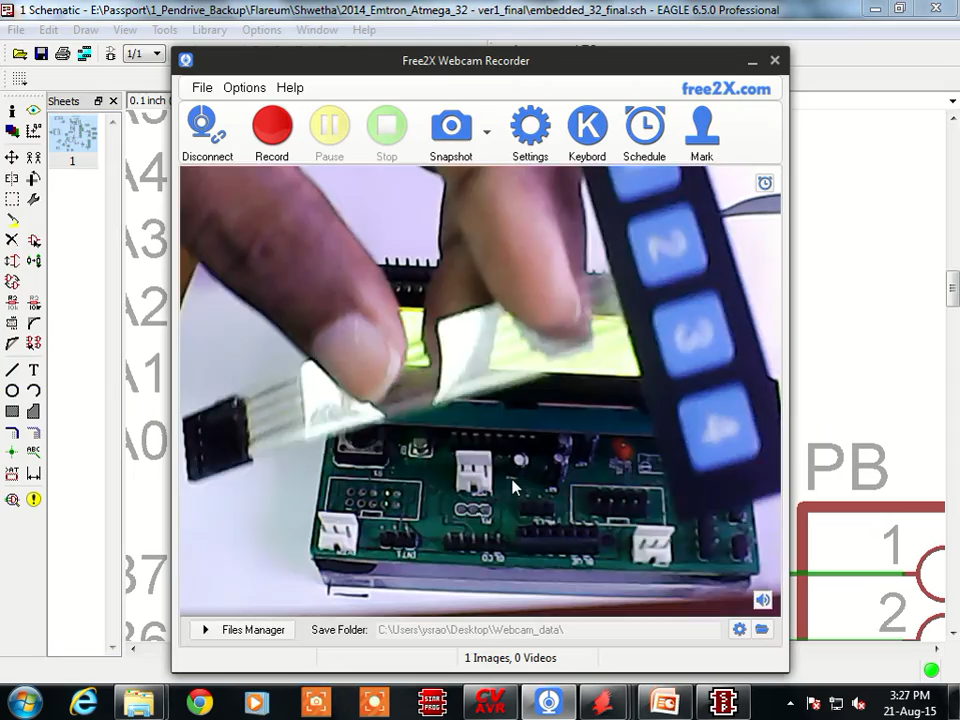 1 Schematic - E:\Passport\1_Pendrive_Backup\Flareum\Shwetha\2014_Emtron_Atmega_32 - ver1_final\embedded_32_final.sch - EAGLE 6.5.0 Professional
File Edit Draw View Tools Library Options Window Help
1/1
Sheets
0.1 inch
1
Free2X Webcam Recorder
File Options Help
free2X.com
Disconnect Record Pause Stop Snapshot Settings Keybord Schedule Mark
K
2
3
4
A4
A3
A2
A1
A0
PB
1
2
Files Manager Save Folder: C:\Users\ysrao\Desktop\Webcam_data\
1 Images, 0 Videos
3:27 PM
21-Aug-15
CV
AVR